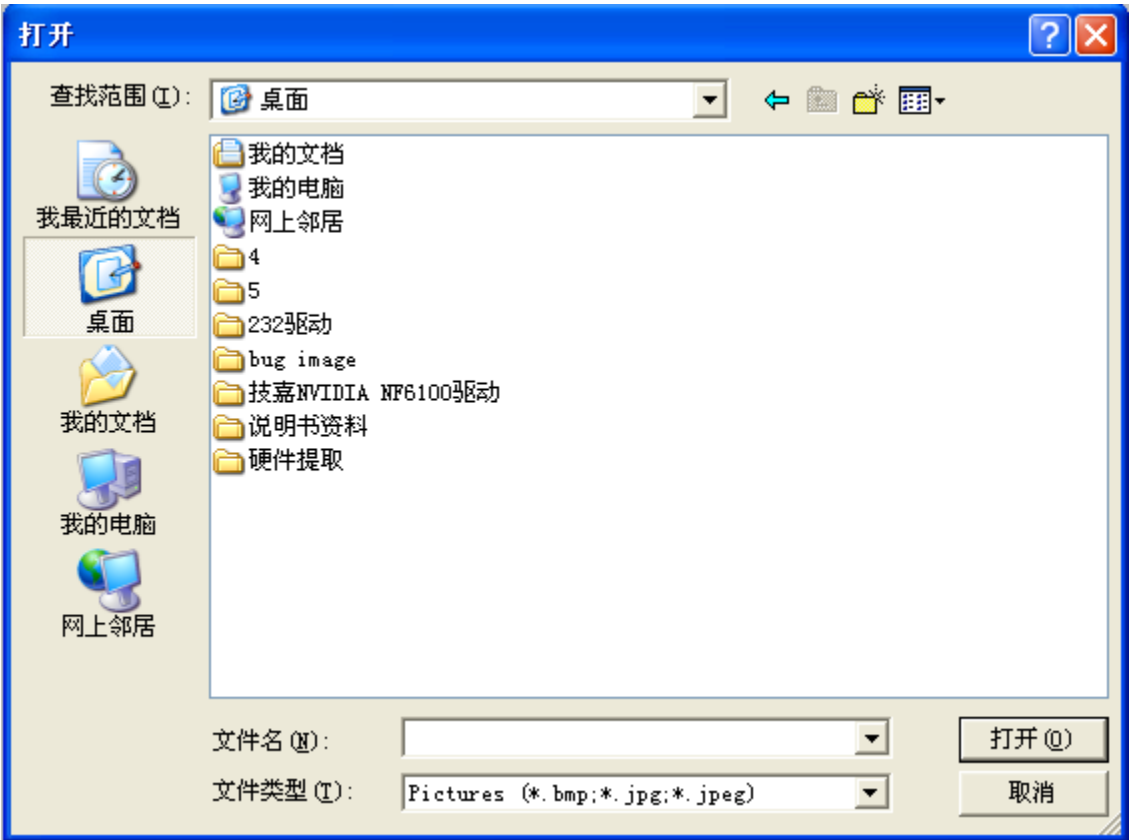 打开
查找范围(I):
桌面
我最近的文档
桌面
我的文档
我的电脑
网上邻居
我的文档
我的电脑
网上邻居
4
5
232驱动
bug image
技嘉NVIDIA NF6100驱动
说明书资料
硬件提取
文件名(N):
打开(O)
文件类型(T):
Pictures (*.bmp;*.jpg;*.jpeg)
取消